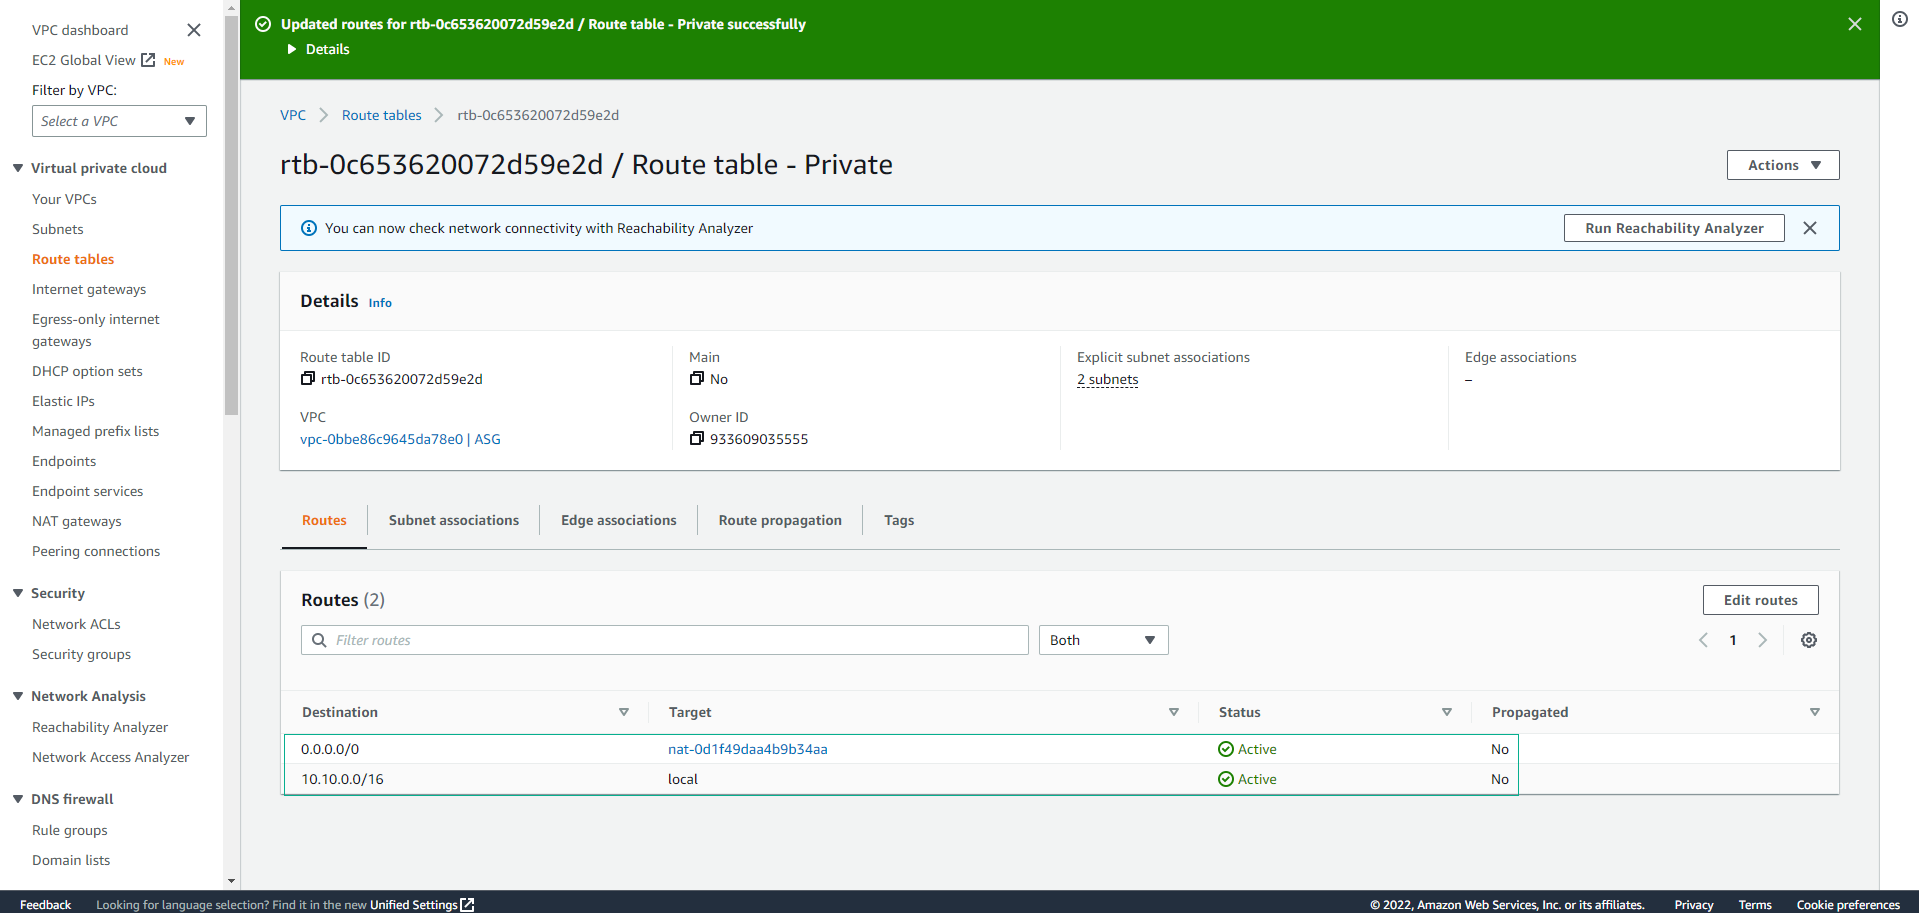 VPC dashboard
EC2 Global View New
Filter by VPC:
Select a VPC
Virtual private cloud
Your VPCs
Subnets
Route tables
Internet gateways
Egress-only internet
gateways
DHCP option sets
Elastic IPs
Managed prefix lists
Endpoints
Endpoint services
NAT gateways
Peering connections
Security
Network ACLs
Security groups
Network Analysis
Reachability Analyzer
Network Access Analyzer
DNS firewall
Rule groups
Domain lists
Updated routes for rtb-0c653620072d59e2d / Route table - Private successfully
Details
VPC Route tables rtb-0c653620072d59e2d
rtb-0c653620072d59e2d / Route table - Private
Actions
You can now check network connectivity with Reachability Analyzer
Run Reachability Analyzer
Details Info
Route table ID
rtb-0c653620072d59e2d
Main
No
Explicit subnet associations
2 subnets
Edge associations
–
VPC
vpc-0bbe86c9645da78e0 | ASG
Owner ID
933609035555
Routes Subnet associations Edge associations Route propagation Tags
Routes (2)
Edit routes
Filter routes
Both
1
Destination Target Status Propagated
0.0.0.0/0 nat-0d1f49daa4b9b34aa Active No
10.10.0.0/16 local Active No
Feedback Looking for language selection? Find it in the new Unified Settings
© 2022, Amazon Web Services, Inc. or its affiliates. Privacy Terms Cookie preferences